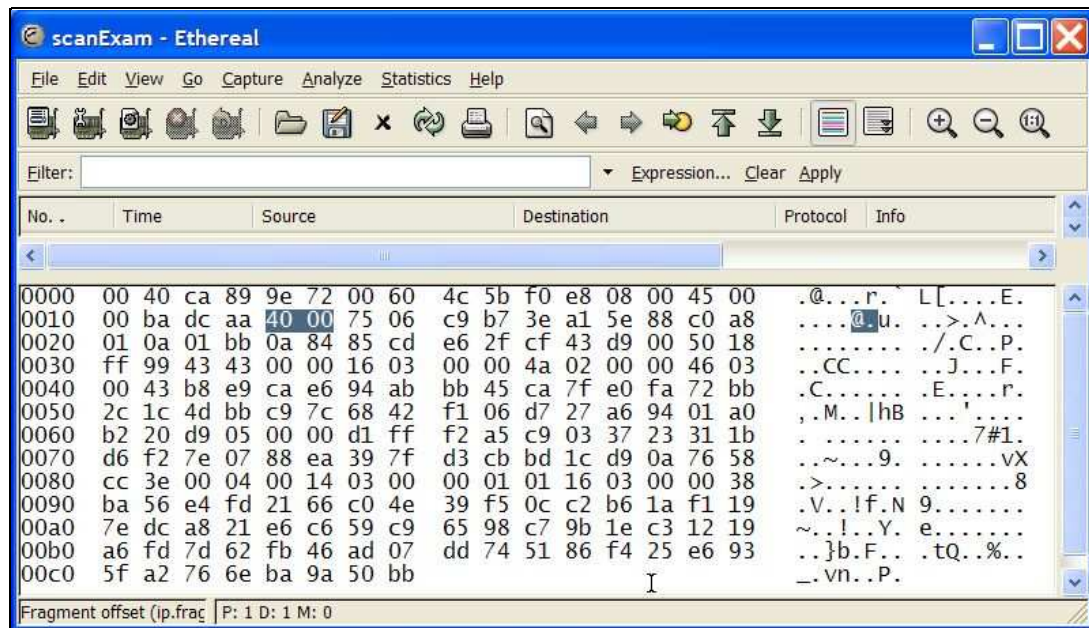 scanExam - Ethereal
File Edit View Go Capture Analyze Statistics Help
Filter: Expression... Clear Apply
No. . Time Source Destination Protocol Info
0000 00 40 ca 89 9e 72 00 60 4c 5b f0 e8 08 00 45 00 .@...r.` L[....E.
0010 00 ba dc aa 40 00 75 06 c9 b7 3e a1 5e 88 c0 a8 ....@.u. ..>.^...
0020 01 0a 01 bb 0a 84 85 cd e6 2f cf 43 d9 00 50 18 ........ ./.C..P.
0030 ff 99 43 43 00 00 16 03 00 00 4a 02 00 00 46 03 ..CC.... ..J...F.
0040 00 43 b8 e9 ca e6 94 ab bb 45 ca 7f e0 fa 72 bb .C...... .E....r.
0050 2c 1c 4d bb c9 7c 68 42 f1 06 d7 27 a6 94 01 a0 ,.M..|hB ...'....
0060 b2 20 d9 05 00 00 d1 ff f2 a5 c9 03 37 23 31 1b . ...... ....7#1.
0070 d6 f2 7e 07 88 ea 39 7f d3 cb bd 1c d9 0a 76 58 ..~...9. ......vX
0080 cc 3e 00 04 00 14 03 00 00 01 01 16 03 00 00 38 .>...... .......8
0090 ba 56 e4 fd 21 66 c0 4e 39 f5 0c c2 b6 1a f1 19 .V..!f.N 9.......
00a0 7e dc a8 21 e6 c6 59 c9 65 98 c7 9b 1e c3 12 19 ~..!..Y. e.......
00b0 a6 fd 7d 62 fb 46 ad 07 dd 74 51 86 f4 25 e6 93 ..}b.F.. .tQ..%..
00c0 5f a2 76 6e ba 9a 50 bb _.vn..P.
Fragment offset (ip.frag P: 1 D: 1 M: 0